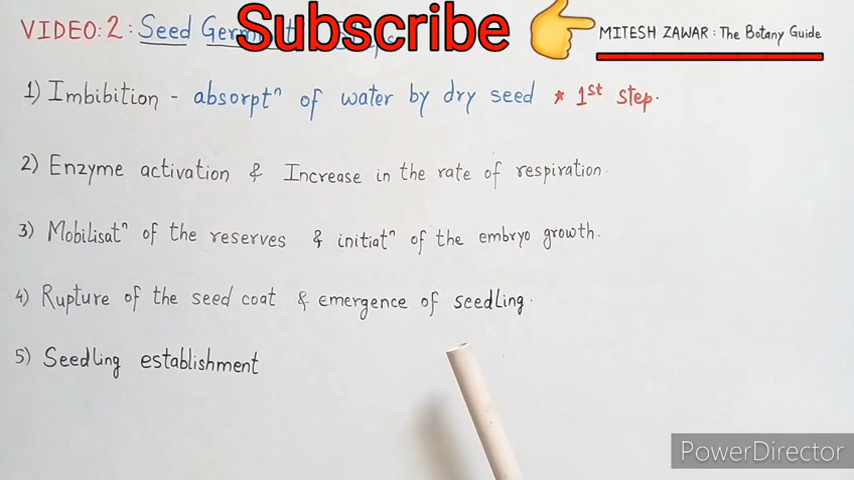 VIDEO: 2: Seed
Subscribe
MITESH ZAWAR: The Botany Guide
1) Imbibition - absorptⁿ of water by dry seed * 1st step.
2) Enzyme activation & Increase in the rate of respiration.
3) Mobilisatⁿ of the reserves & initiatⁿ of the embryo growth.
4) Rupture of the seed coat & emergence of seedling.
5) Seedling establishment
PowerDirector